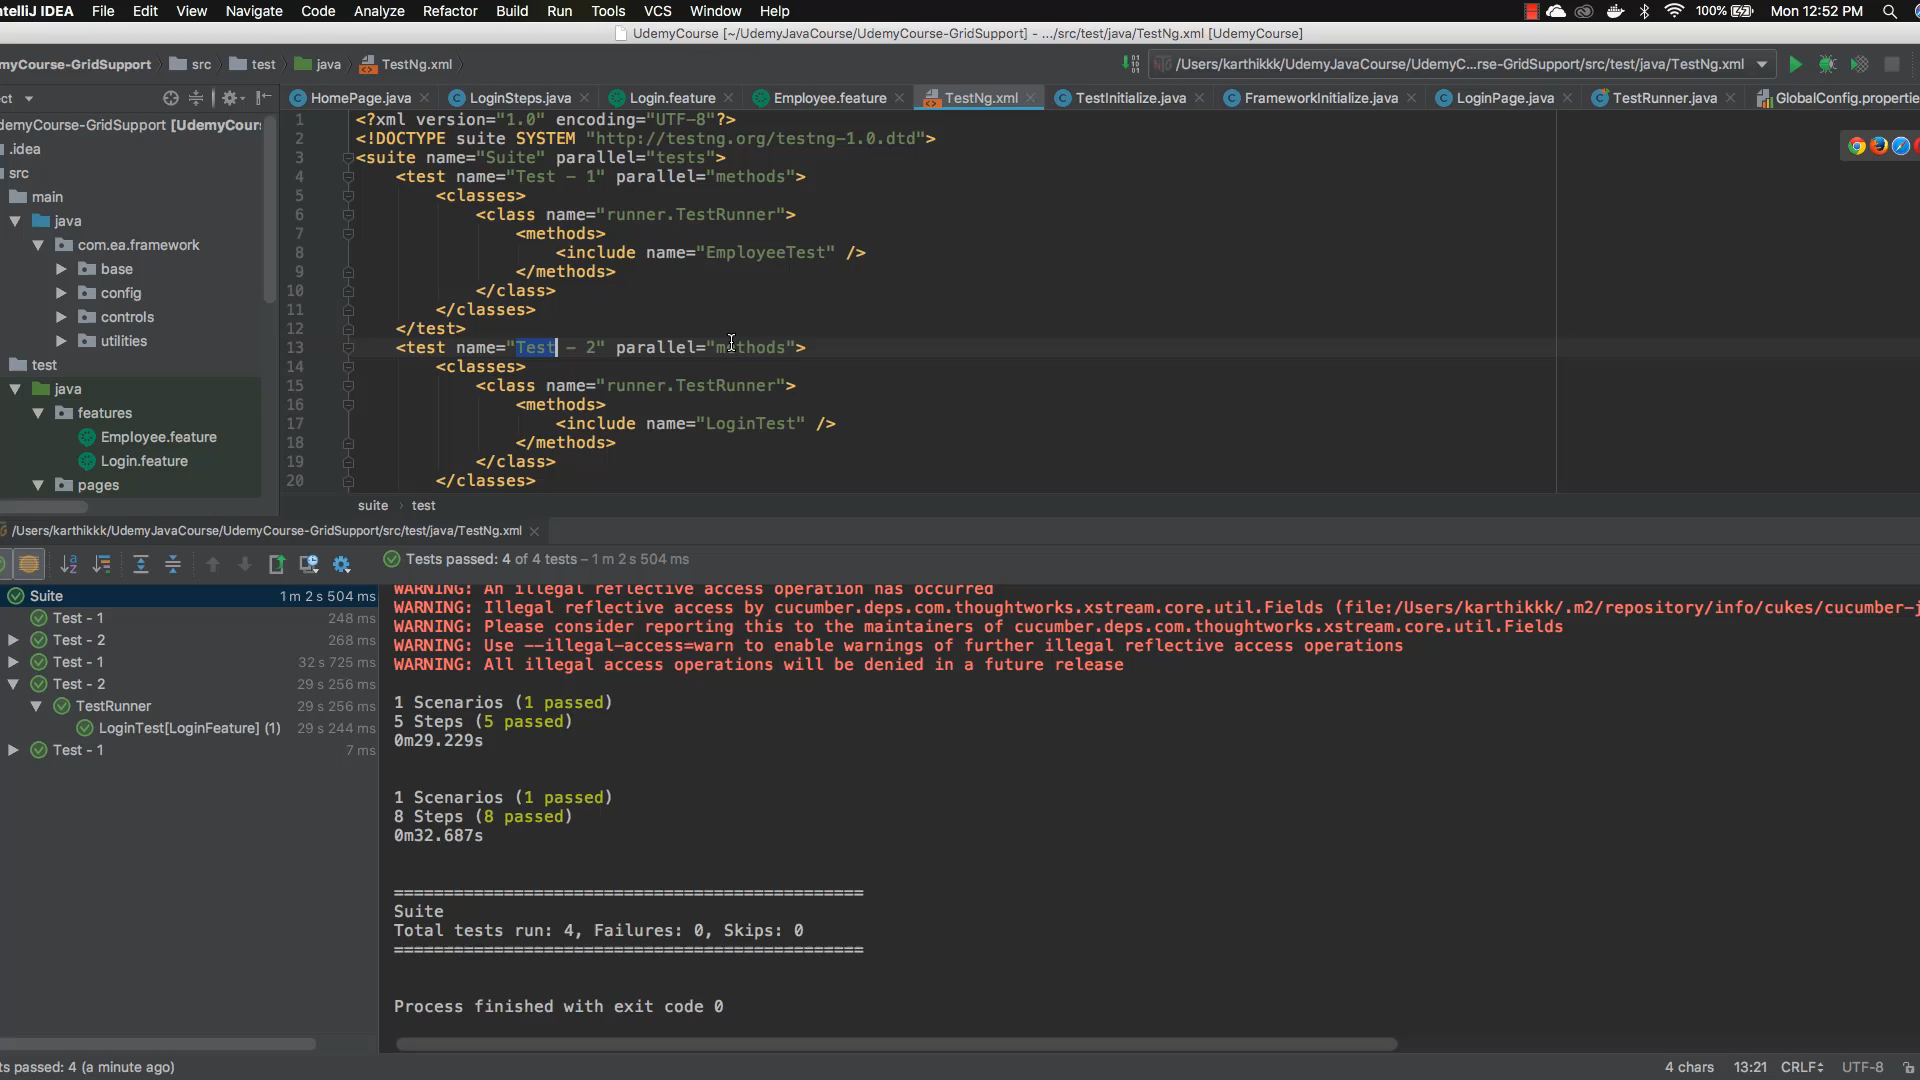 ntelliJ IDEA File Edit View Navigate Code Analyze Refactor Build Run Tools VCS Window Help 100% Mon 12:52 PM
UdemyCourse [~/UdemyJavaCourse/UdemyCourse-GridSupport] - .../src/test/java/TestNg.xml [UdemyCourse]
myCourse-GridSupport src test java TestNg.xml /Users/karthikkk/UdemyJavaCourse/UdemyC...rse-GridSupport/src/test/java/TestNg.xml
ct HomePage.java LoginSteps.java Login.feature Employee.feature TestNg.xml TestInitialize.java FrameworkInitialize.java LoginPage.java TestRunner.java GlobalConfig.propertie
demyCourse-GridSupport [UdemyCour
.idea
src
main
java
com.ea.framework
base
config
controls
utilities
test
java
features
Employee.feature
Login.feature
pages
1 <?xml version="1.0" encoding="UTF-8"?>
2 <!DOCTYPE suite SYSTEM "http://testng.org/testng-1.0.dtd">
3 <suite name="Suite" parallel="tests">
4 <test name="Test - 1" parallel="methods">
5 <classes>
6 <class name="runner.TestRunner">
7 <methods>
8 <include name="EmployeeTest" />
9 </methods>
10 </class>
11 </classes>
12 </test>
13 <test name="Test - 2" parallel="methods">
14 <classes>
15 <class name="runner.TestRunner">
16 <methods>
17 <include name="LoginTest" />
18 </methods>
19 </class>
20 </classes>
suite test
/Users/karthikkk/UdemyJavaCourse/UdemyCourse-GridSupport/src/test/java/TestNg.xml
Tests passed: 4 of 4 tests – 1 m 2 s 504 ms
Suite 1 m 2 s 504 ms
Test - 1 248 ms
Test - 2 268 ms
Test - 1 32 s 725 ms
Test - 2 29 s 256 ms
TestRunner 29 s 256 ms
LoginTest[LoginFeature] (1) 29 s 244 ms
Test - 1 7 ms
WARNING: An illegal reflective access operation has occurred
WARNING: Illegal reflective access by cucumber.deps.com.thoughtworks.xstream.core.util.Fields (file:/Users/karthikkk/.m2/repository/info/cukes/cucumber-j
WARNING: Please consider reporting this to the maintainers of cucumber.deps.com.thoughtworks.xstream.core.util.Fields
WARNING: Use --illegal-access=warn to enable warnings of further illegal reflective access operations
WARNING: All illegal access operations will be denied in a future release
1 Scenarios (1 passed)
5 Steps (5 passed)
0m29.229s
1 Scenarios (1 passed)
8 Steps (8 passed)
0m32.687s
===============================================
Suite
Total tests run: 4, Failures: 0, Skips: 0
===============================================
Process finished with exit code 0
ts passed: 4 (a minute ago) 4 chars 13:21 CRLF UTF-8